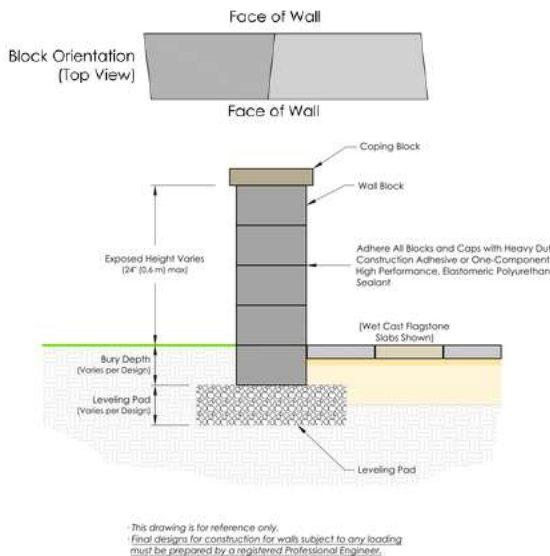 Face of Wall
Block Orientation
(Top View)
Face of Wall
Coping Block
Wall Block
Exposed Height Varies
(24" (0.6 m) max)
Adhere All Blocks and Caps with Heavy Dut
Construction Adhesive or One-Component
High Performance, Elastomeric Polyurethan
Sealant
(Wet Cast Flagstone
Slabs Shown)
Bury Depth
(Varies per Design)
Leveling Pad
(Varies per Design)
Leveling Pad
· This drawing is for reference only.
· Final designs for construction for walls subject to any loading
must be prepared by a registered Professional Engineer.